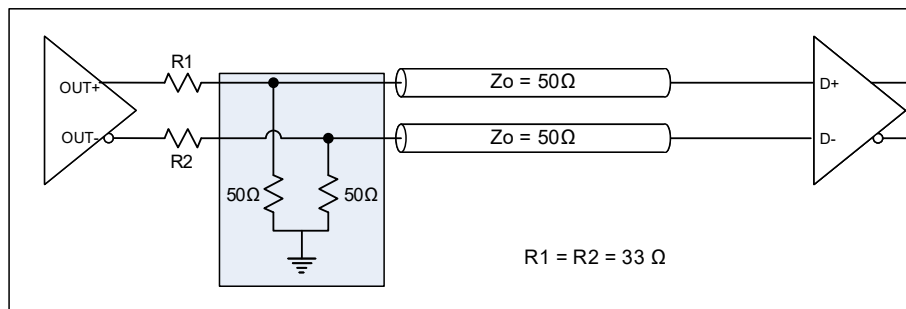 R1
OUT+
Zo = 50Ω
D+
OUT-
Zo = 50Ω
D-
R2
50Ω
50Ω
R1 = R2 = 33 Ω